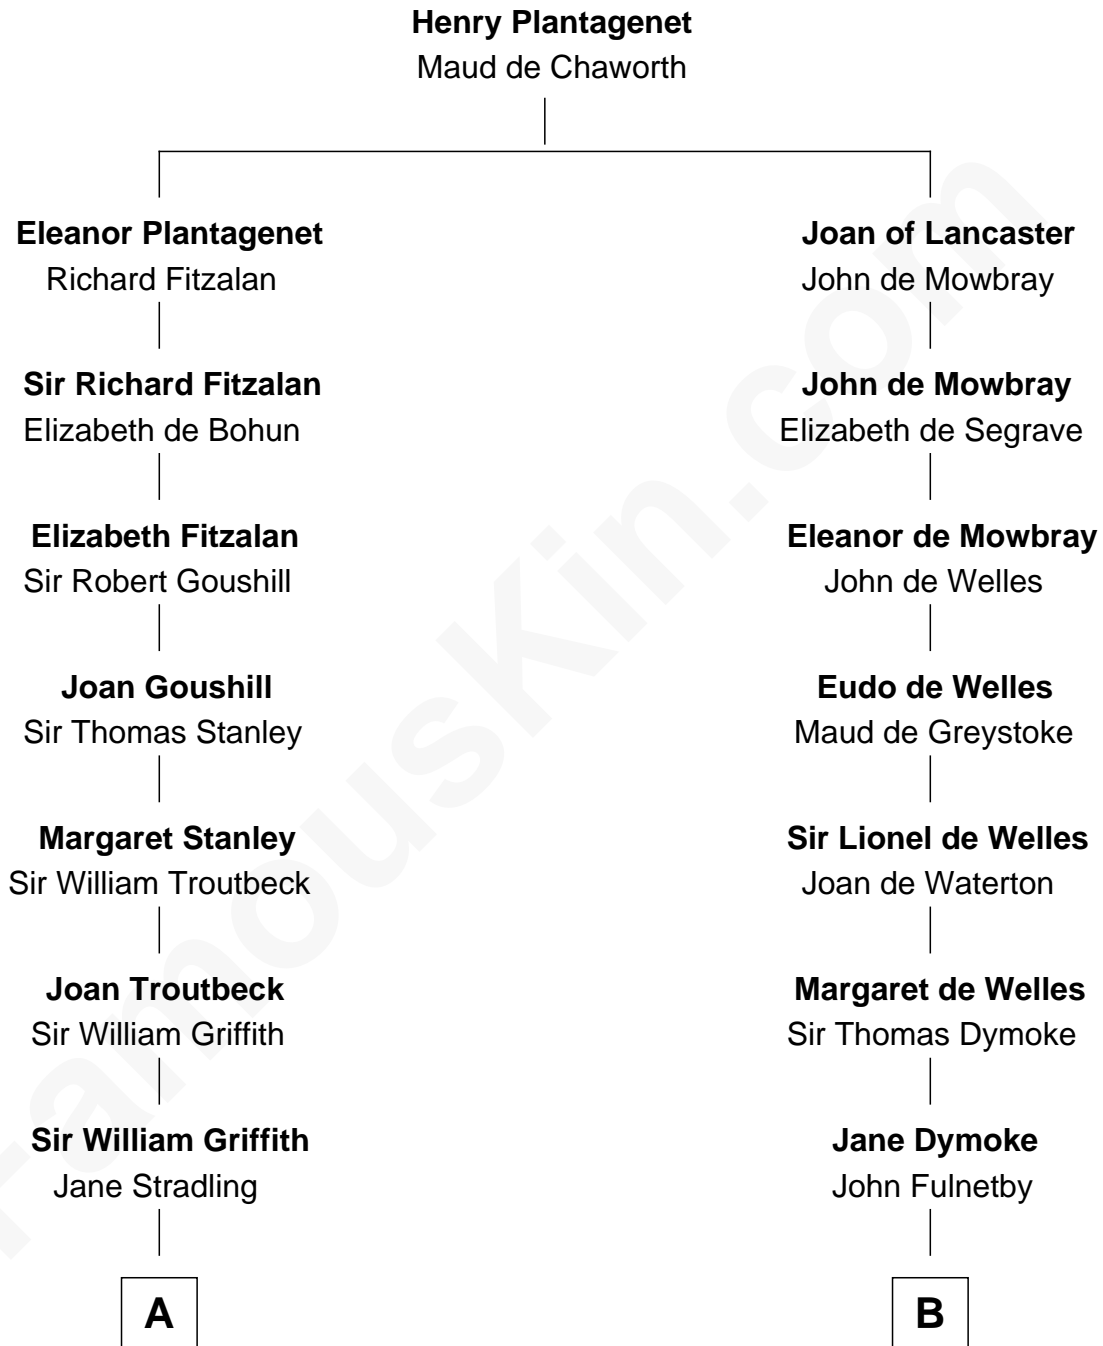 Henry Plantagenet
Maud de Chaworth
Eleanor Plantagenet
Richard Fitzalan
Sir Richard Fitzalan
Elizabeth de Bohun
Elizabeth Fitzalan
Sir Robert Goushill
Joan Goushill
Sir Thomas Stanley
Margaret Stanley
Sir William Troutbeck
Joan Troutbeck
Sir William Griffith
Sir William Griffith
Jane Stradling
A
Joan of Lancaster
John de Mowbray
John de Mowbray
Elizabeth de Segrave
Eleanor de Mowbray
John de Welles
Eudo de Welles
Maud de Greystoke
Sir Lionel de Welles
Joan de Waterton
Margaret de Welles
Sir Thomas Dymoke
Jane Dymoke
John Fulnetby
B
FamousKin.com